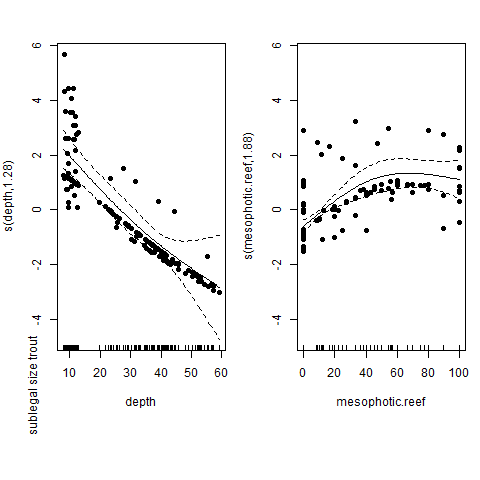 s(depth,1.28)
6
4
2
0
-2
-4
10 20 30 40 50 60
depth
sublegal size trout
s(mesophotic.reef,1.88)
6
4
2
0
-2
-4
0 20 40 60 80 100
mesophotic.reef